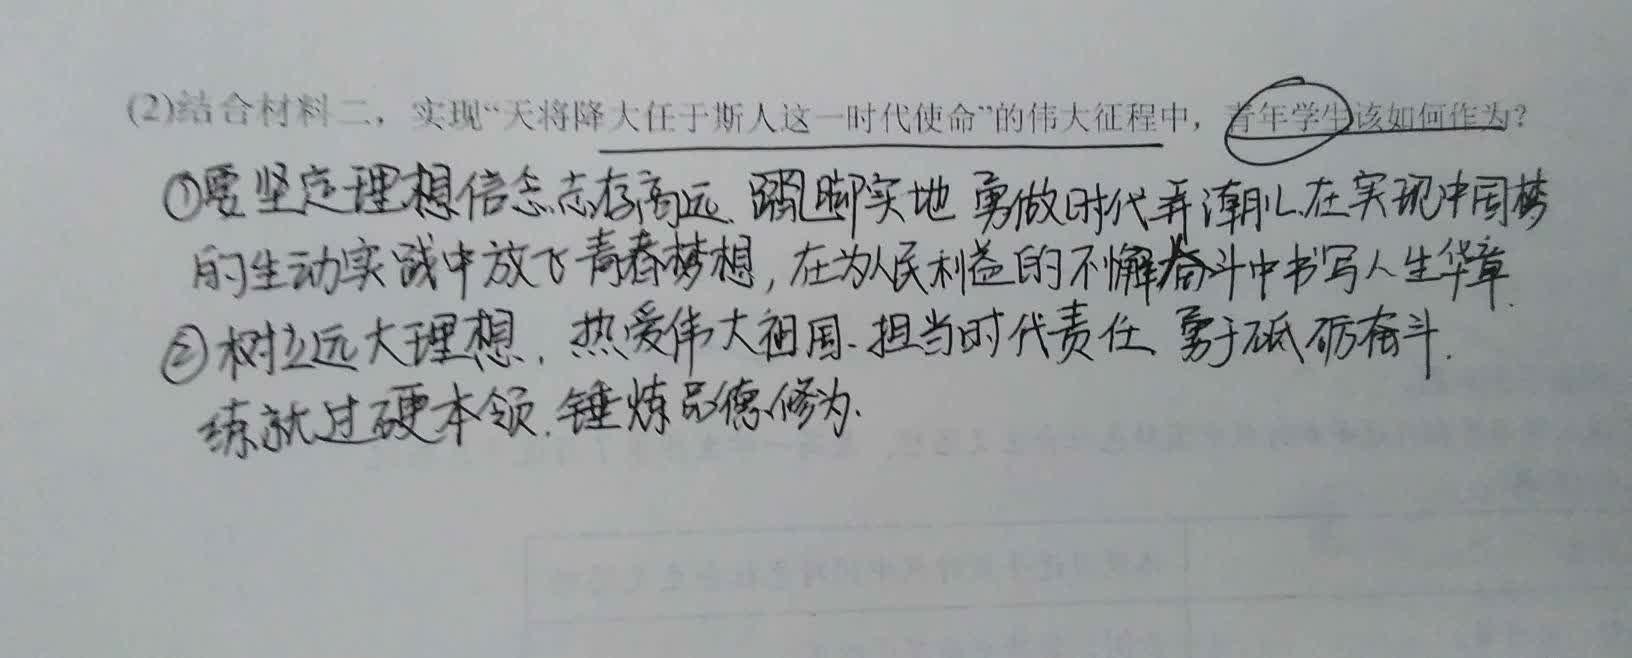 (2)结合材料二，实现“天将降大任于斯人这一时代使命”的伟大征程中，青年学生该如何作为?
①要坚定理想信念.志存高远.脚踏实地 勇做时代弄潮儿.在实现中国梦
的生动实践中放飞青春梦想,在为人民利益的不懈奋斗中书写人生华章.
②树立远大理想.热爱伟大祖国.担当时代责任、勇于砥砺奋斗.
练就过硬本领.锤炼品德修为.